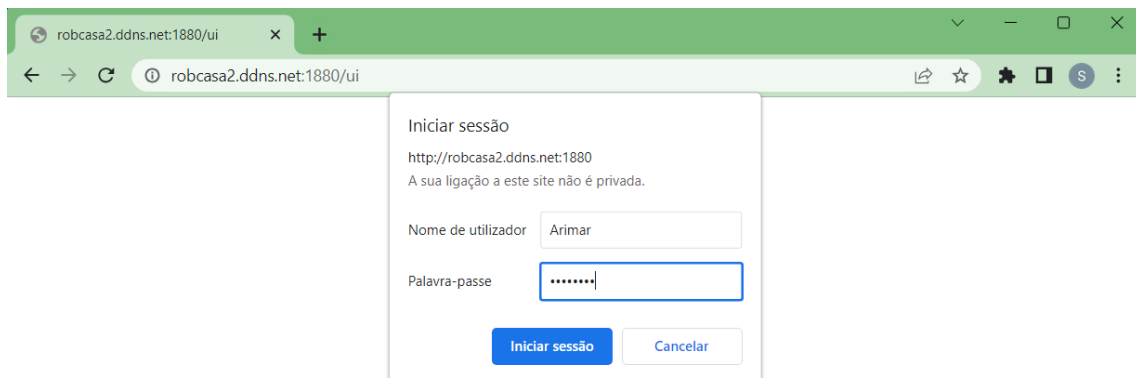 robcasa2.ddns.net:1880/ui
robcasa2.ddns.net:1880/ui
S
Iniciar sessão
http://robcasa2.ddns.net:1880
A sua ligação a este site não é privada.
Nome de utilizador Arimar
Palavra-passe ••••••••
Iniciar sessão Cancelar